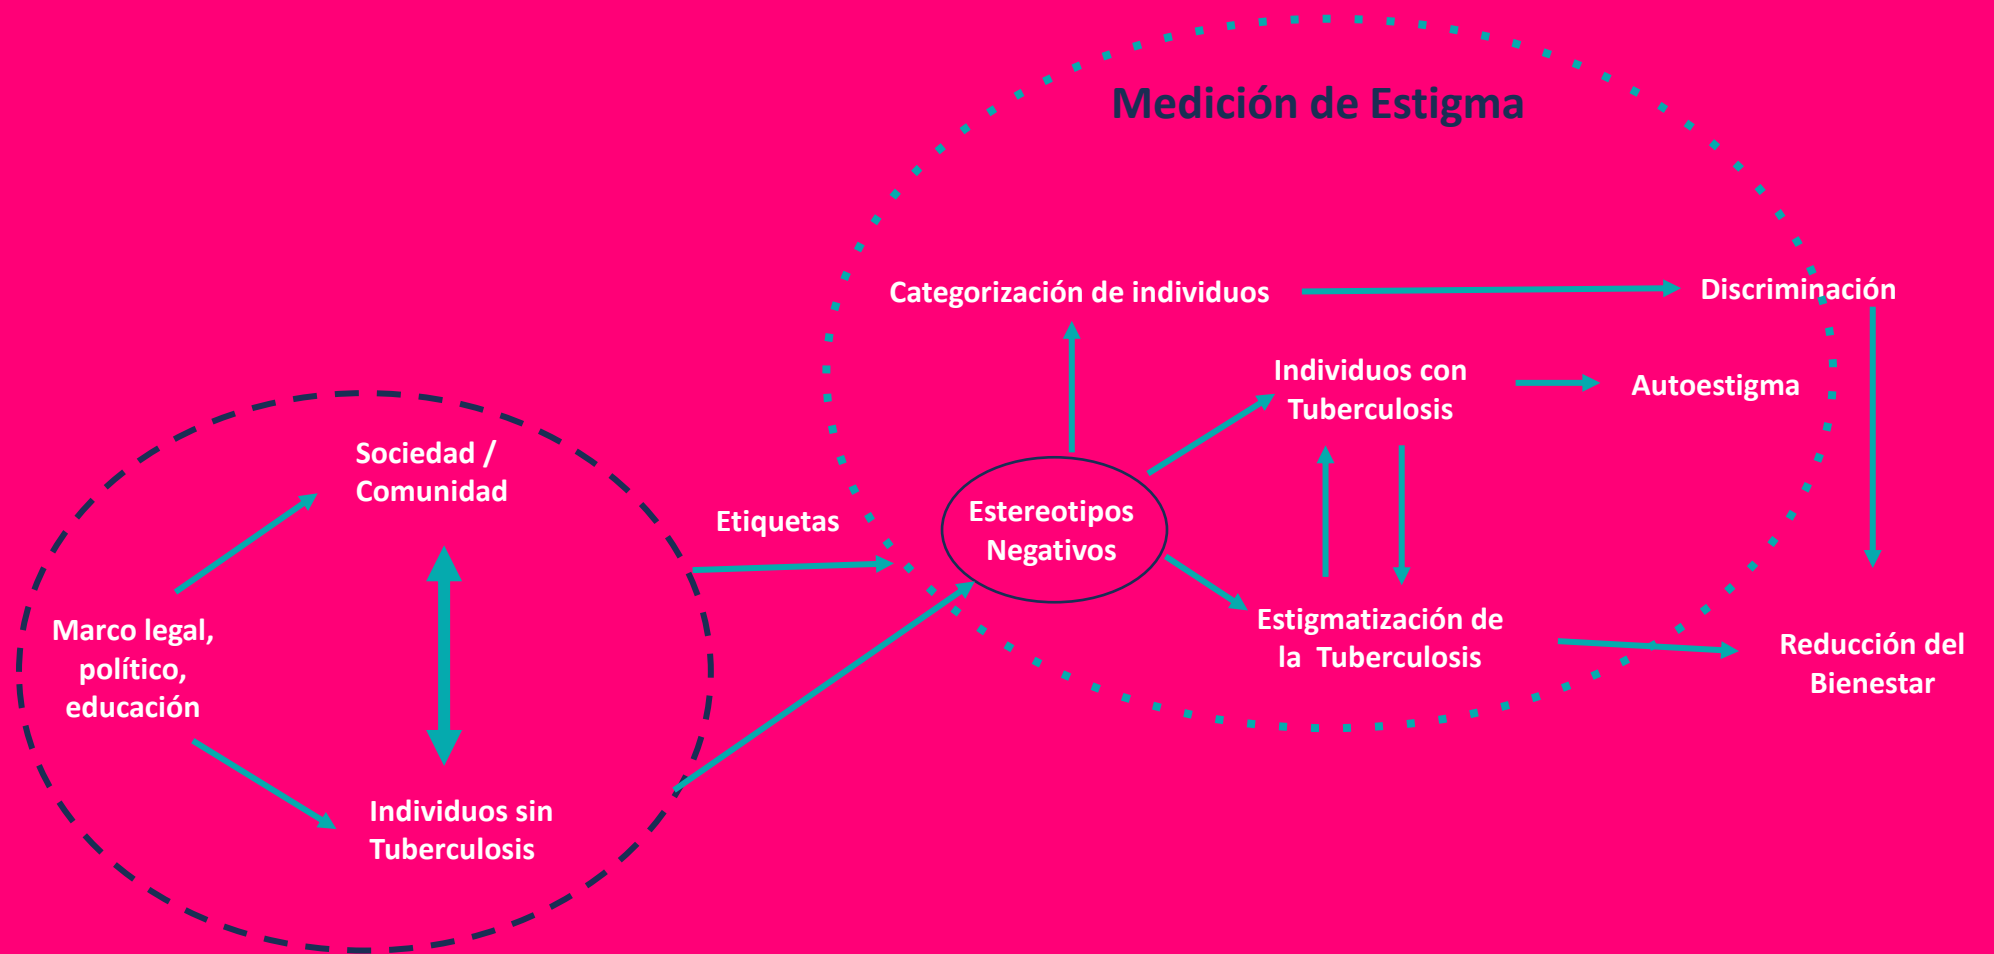 Medición de Estigma
Categorización de individuos
Discriminación
Individuos con
Tuberculosis
Autoestigma
Sociedad /
Comunidad
Etiquetas
Estereotipos
Negativos
Marco legal,
político,
educación
Estigmatización de
la Tuberculosis
Reducción del
Bienestar
Individuos sin
Tuberculosis